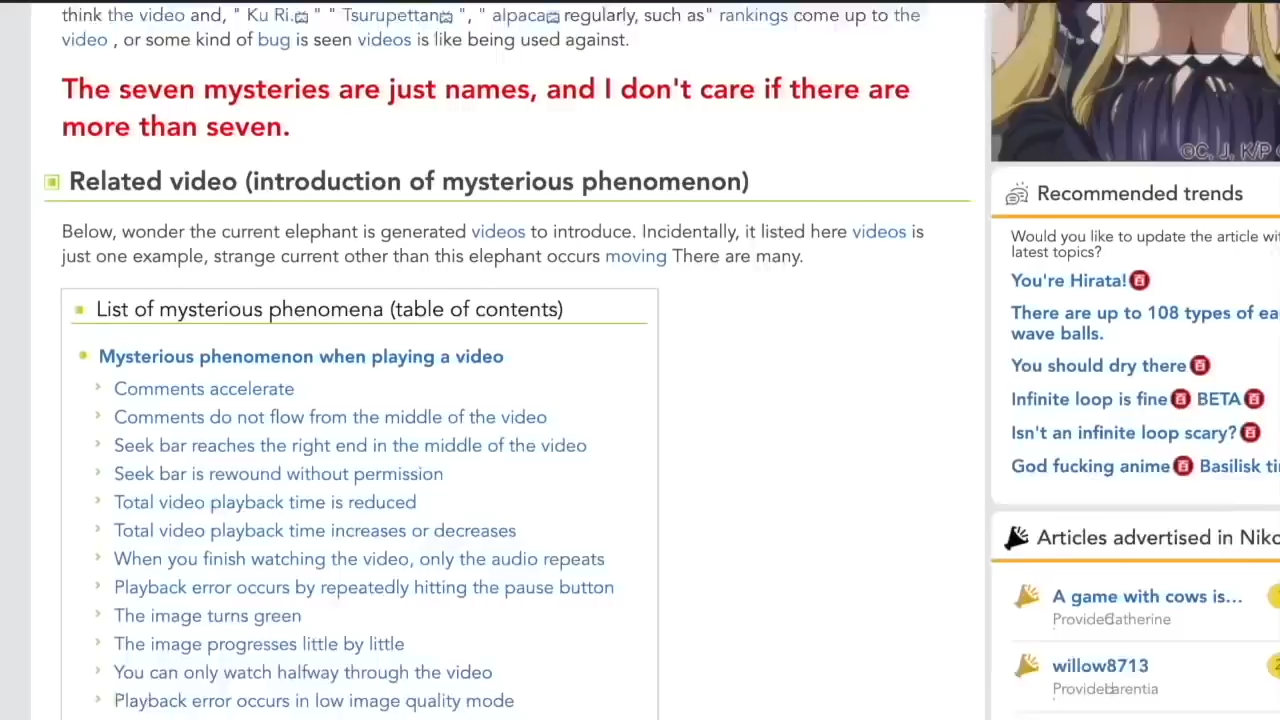 think the video and, " Ku Ri. " " Tsurupettan ", " alpaca regularly, such as" rankings come up to the
video , or some kind of bug is seen videos is like being used against.
The seven mysteries are just names, and I don't care if there are
more than seven.
Related video (introduction of mysterious phenomenon)
Below, wonder the current elephant is generated videos to introduce. Incidentally, it listed here videos is
just one example, strange current other than this elephant occurs moving There are many.
List of mysterious phenomena (table of contents)
Mysterious phenomenon when playing a video
Comments accelerate
Comments do not flow from the middle of the video
Seek bar reaches the right end in the middle of the video
Seek bar is rewound without permission
Total video playback time is reduced
Total video playback time increases or decreases
When you finish watching the video, only the audio repeats
Playback error occurs by repeatedly hitting the pause button
The image turns green
The image progresses little by little
You can only watch halfway through the video
Playback error occurs in low image quality mode
©C, J, K/P
Recommended trends
Would you like to update the article wi
latest topics?
You're Hirata! 百
There are up to 108 types of ea
wave balls.
You should dry there 百
Infinite loop is fine 百 BETA 百
Isn't an infinite loop scary? 百
God fucking anime 百 Basilisk ti
Articles advertised in Niko
A game with cows is...
willow8713